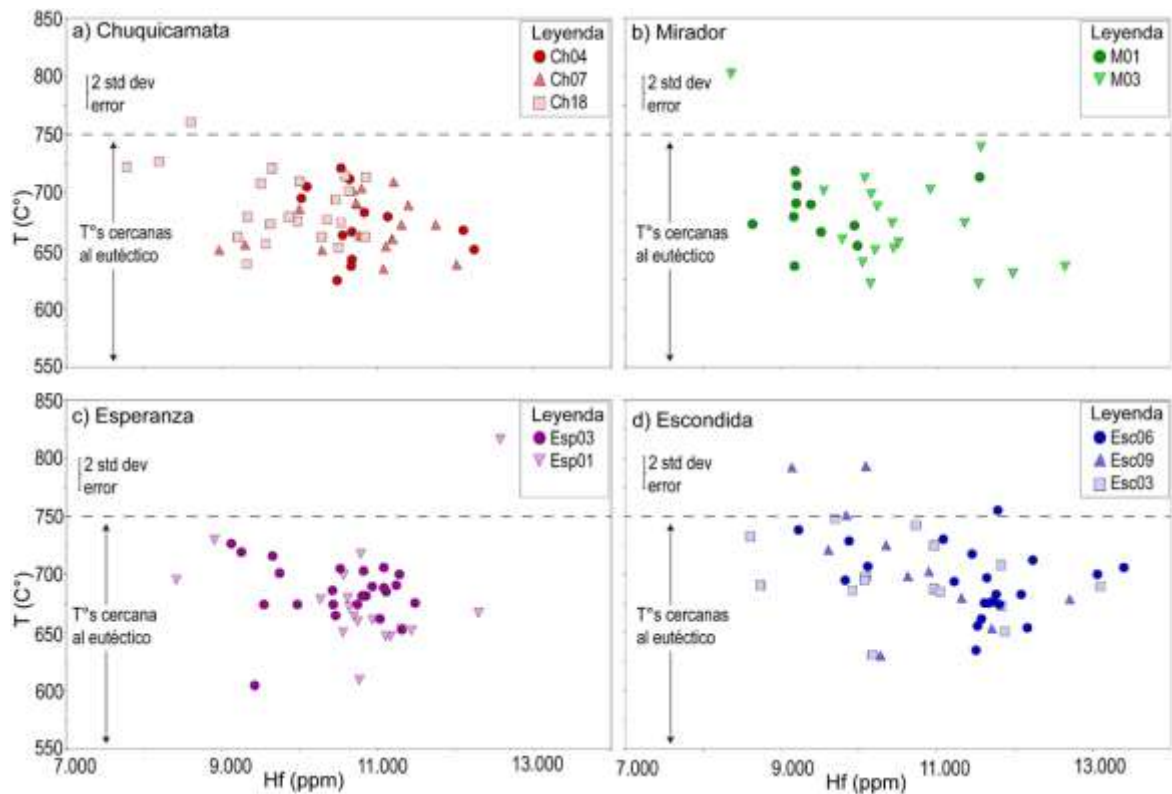 a) Chuquicamata
Leyenda
Ch04
Ch07
Ch18
2 std dev
error
T°s cercanas
al eutéctico
850
800
750
700
650
600
550
T (C°)
b) Mirador
Leyenda
M01
M03
2 std dev
error
T°s cercanas
al eutéctico
c) Esperanza
Leyenda
Esp03
Esp01
2 std dev
error
T°s cercana
al eutéctico
850
800
750
700
650
600
550
T (C°)
7.000
9.000
11.000
13.000
Hf (ppm)
d) Escondida
Leyenda
Esc06
Esc09
Esc03
2 std dev
error
T°s cercanas
al eutéctico
7.000
9.000
11.000
13.000
Hf (ppm)